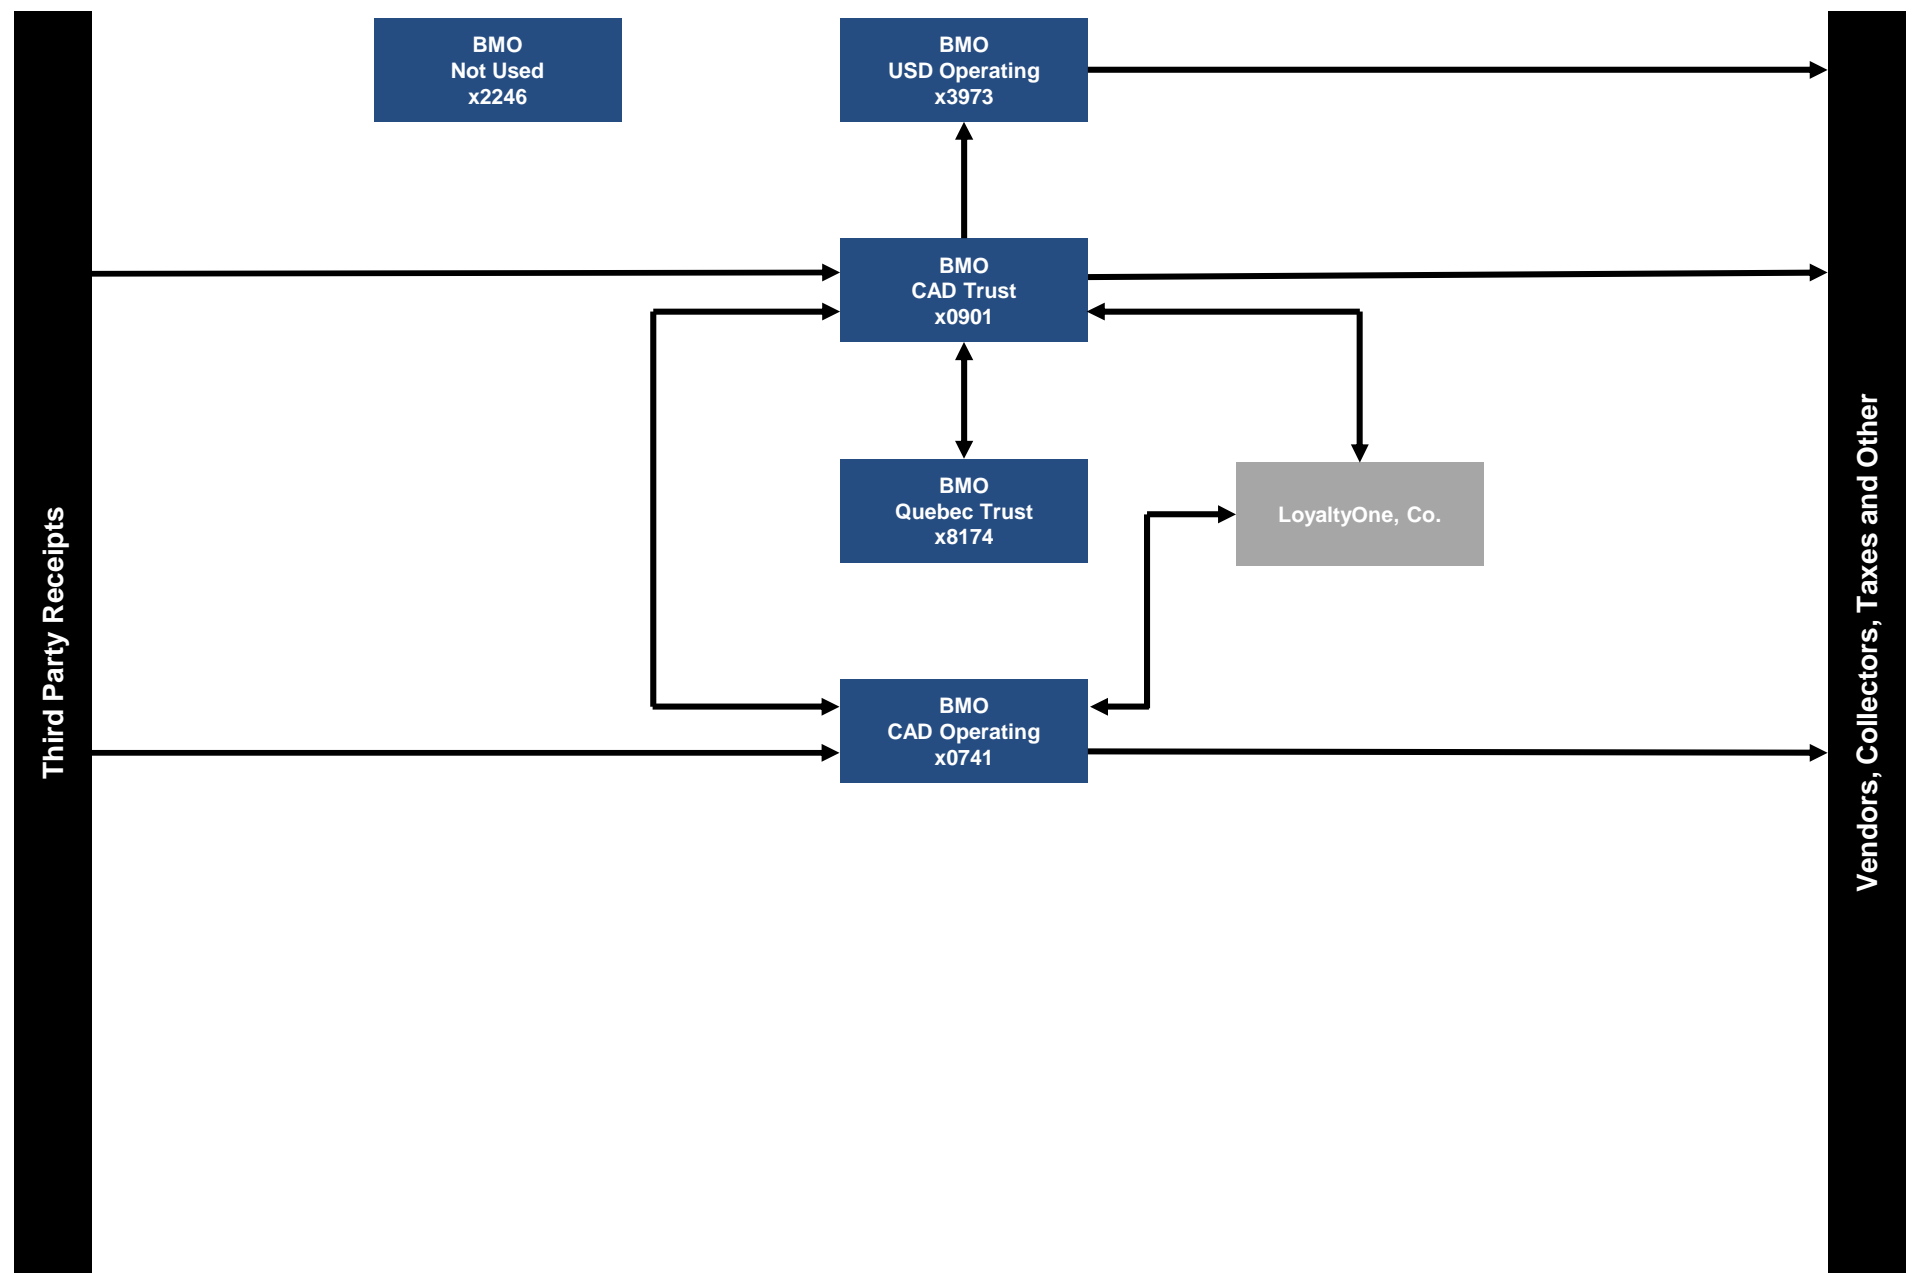 BMO
Not Used
x2246
BMO
USD Operating
x3973
BMO
CAD Trust
x0901
BMO
Quebec Trust
x8174
LoyaltyOne, Co.
BMO
CAD Operating
x0741
Third Party Receipts
Vendors, Collectors, Taxes and Other